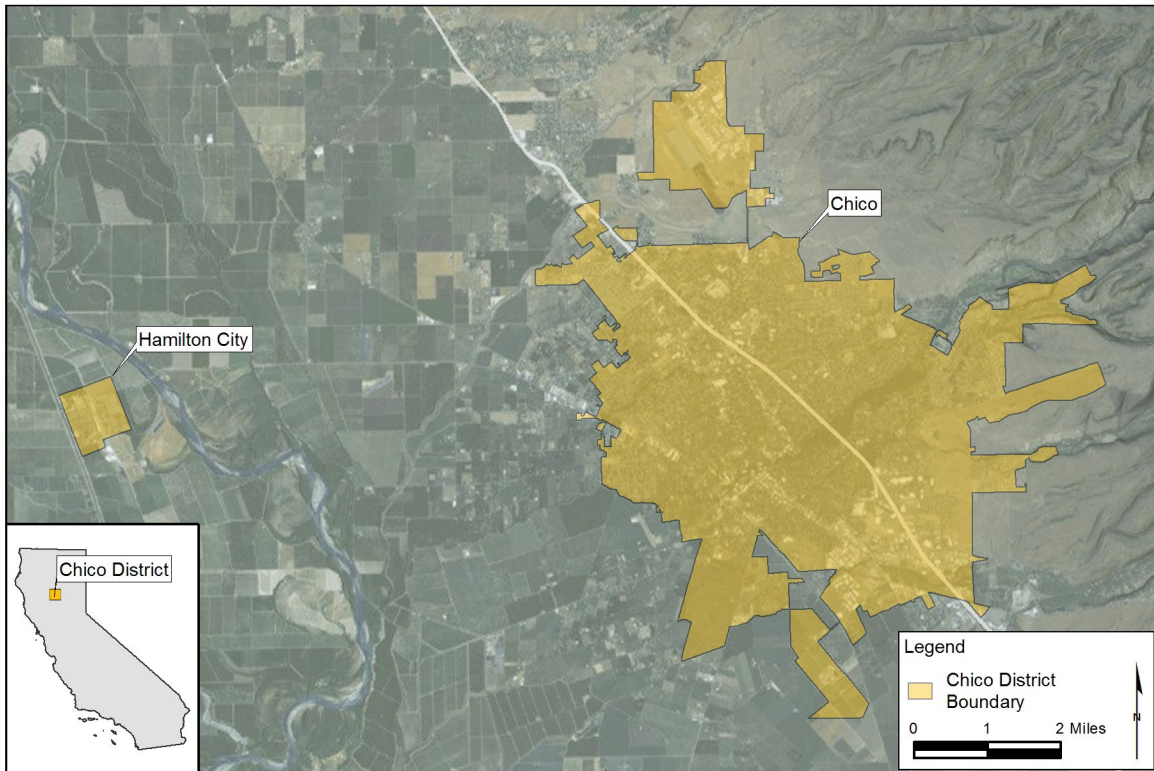 Chico
Hamilton City
Chico District
Legend
Chico District
Boundary
N
0 1 2 Miles